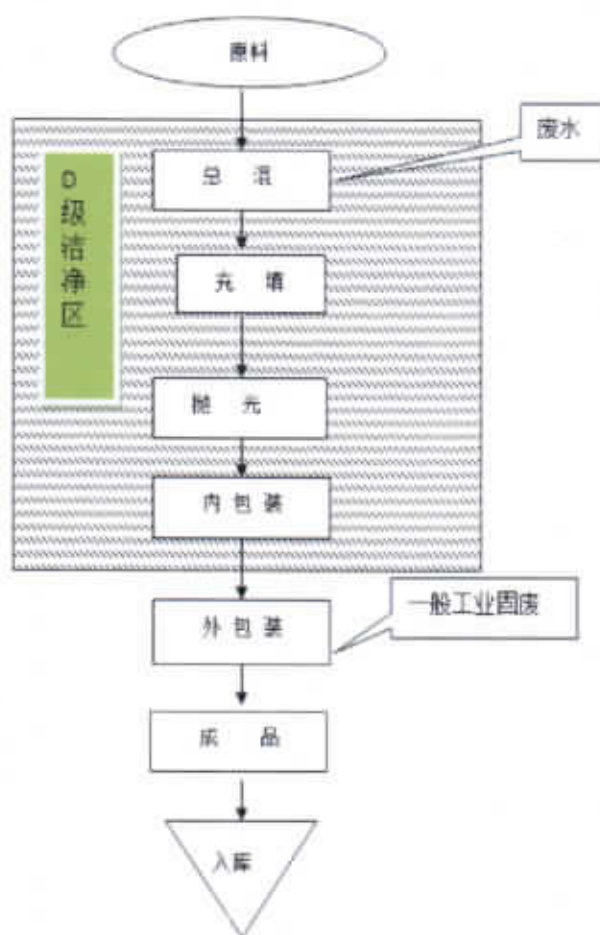 原料
废水
总 混
D级洁净区
充 填
抛 光
内 包 装
一般工业固废
外 包 装
成 品
入库